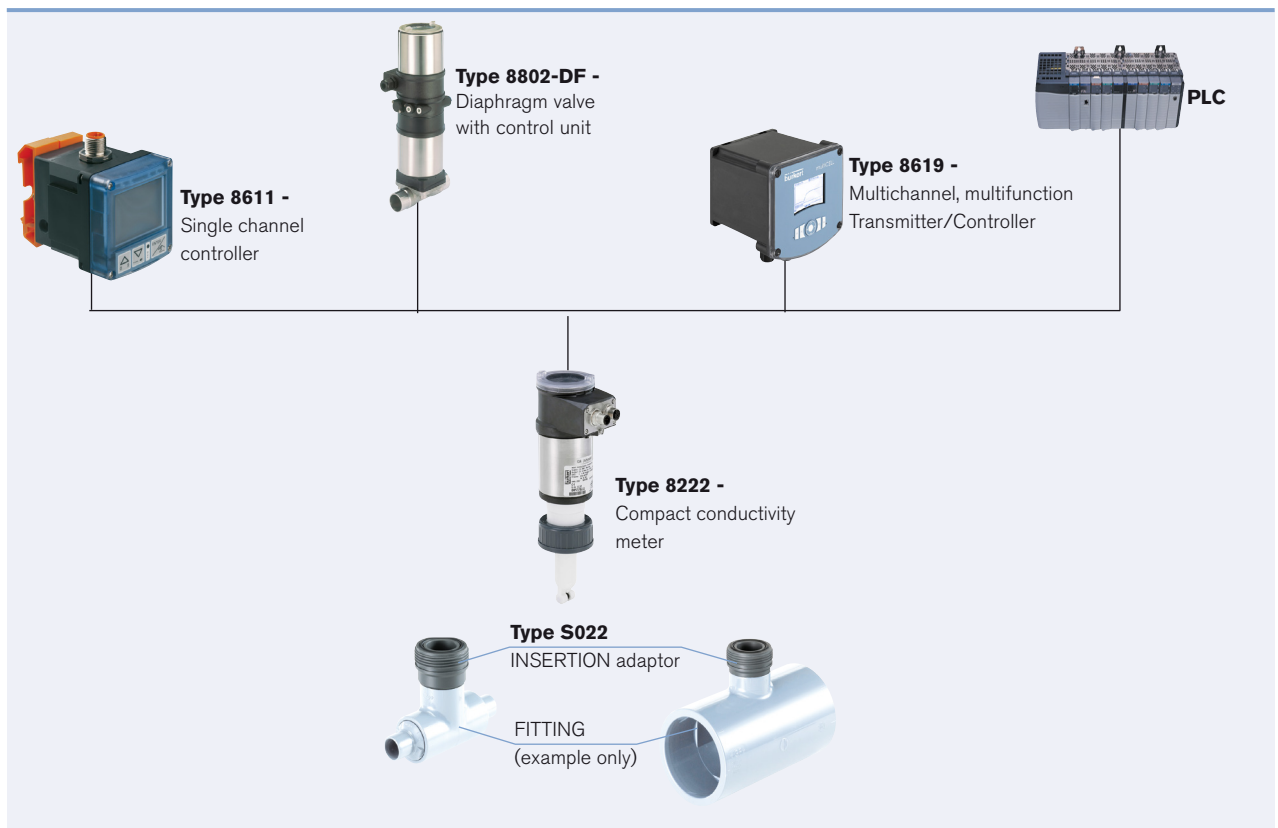 Type 8802-DF -
Diaphragm valve
with control unit
PLC
Type 8611 -
Single channel
controller
burkert
Type 8619 -
Multichannel, multifunction
Transmitter/Controller
Type 8222 -
Compact conductivity
meter
Type S022
INSERTION adaptor
FITTING
(example only)